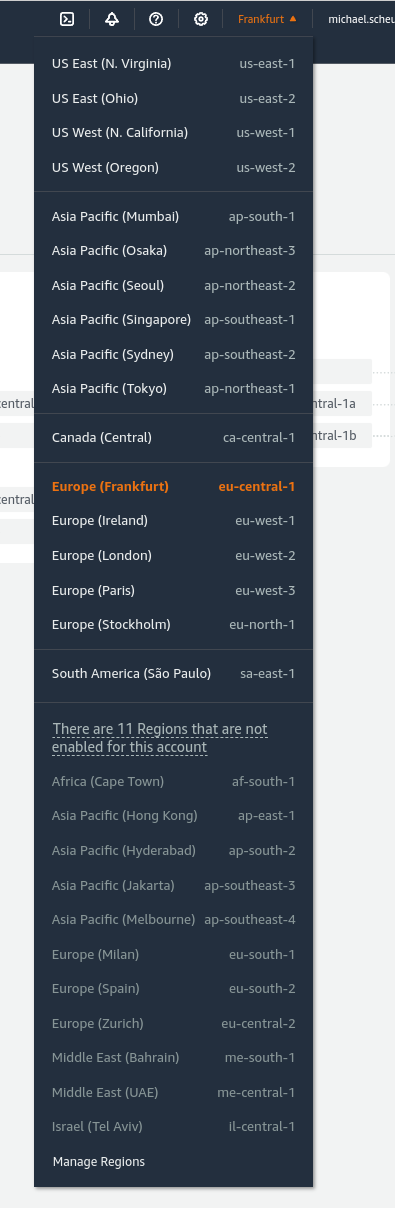 Frankfurt michael.scheu
US East (N. Virginia) us-east-1
US East (Ohio) us-east-2
US West (N. California) us-west-1
US West (Oregon) us-west-2
Asia Pacific (Mumbai) ap-south-1
Asia Pacific (Osaka) ap-northeast-3
Asia Pacific (Seoul) ap-northeast-2
Asia Pacific (Singapore) ap-southeast-1
Asia Pacific (Sydney) ap-southeast-2
Asia Pacific (Tokyo) ap-northeast-1
entral
ntral-1a
Canada (Central) ca-central-1
ntral-1b
Europe (Frankfurt) eu-central-1
entral
Europe (Ireland) eu-west-1
Europe (London) eu-west-2
Europe (Paris) eu-west-3
Europe (Stockholm) eu-north-1
South America (São Paulo) sa-east-1
There are 11 Regions that are not
enabled for this account
Africa (Cape Town) af-south-1
Asia Pacific (Hong Kong) ap-east-1
Asia Pacific (Hyderabad) ap-south-2
Asia Pacific (Jakarta) ap-southeast-3
Asia Pacific (Melbourne) ap-southeast-4
Europe (Milan) eu-south-1
Europe (Spain) eu-south-2
Europe (Zurich) eu-central-2
Middle East (Bahrain) me-south-1
Middle East (UAE) me-central-1
Israel (Tel Aviv) il-central-1
Manage Regions